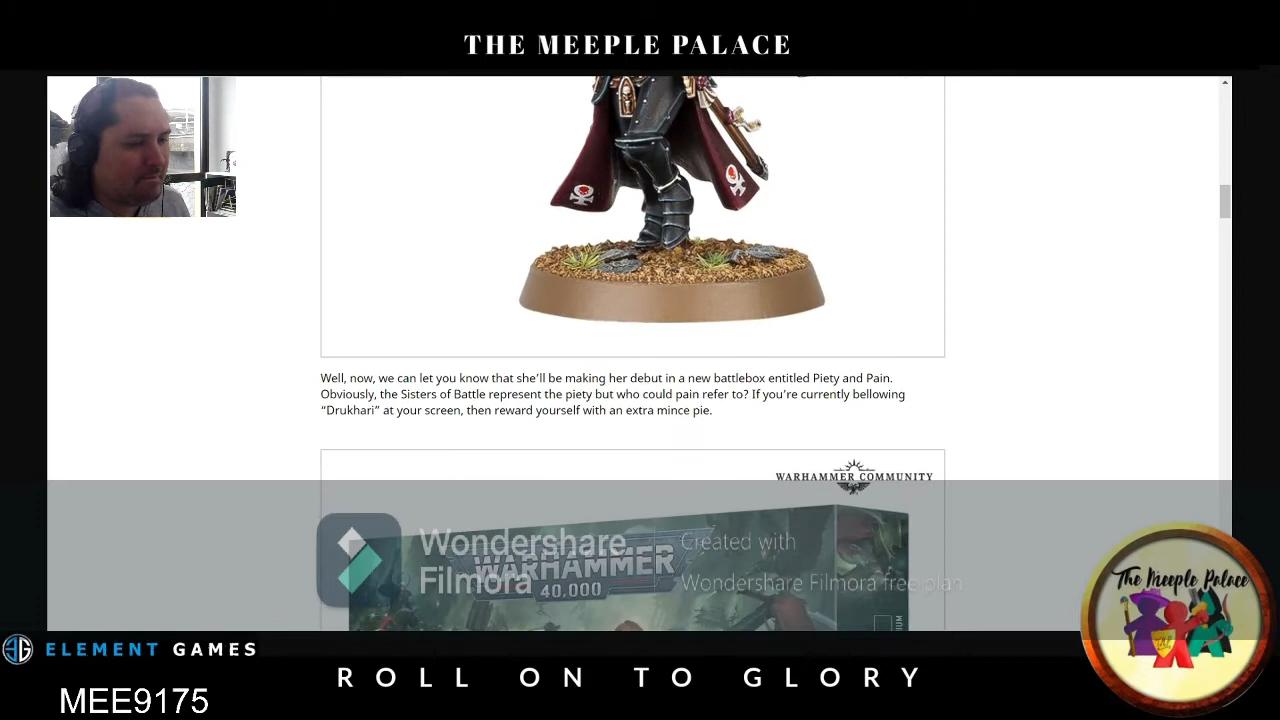 THE MEEPLE PALACE
Well, now, we can let you know that she'll be making her debut in a new battlebox entitled Piety and Pain.
Obviously, the Sisters of Battle represent the piety but who could pain refer to? If you're currently bellowing
"Drukhari" at your screen, then reward yourself with an extra mince pie.
WARHAMMER COMMUNITY
Wondershare
Filmora
Created with
Wondershare Filmora free plan
WARHAMMER
40,000
The Meeple Palace
TMP
ELEMENT GAMES
ROLL ON TO GLORY
MEE9175